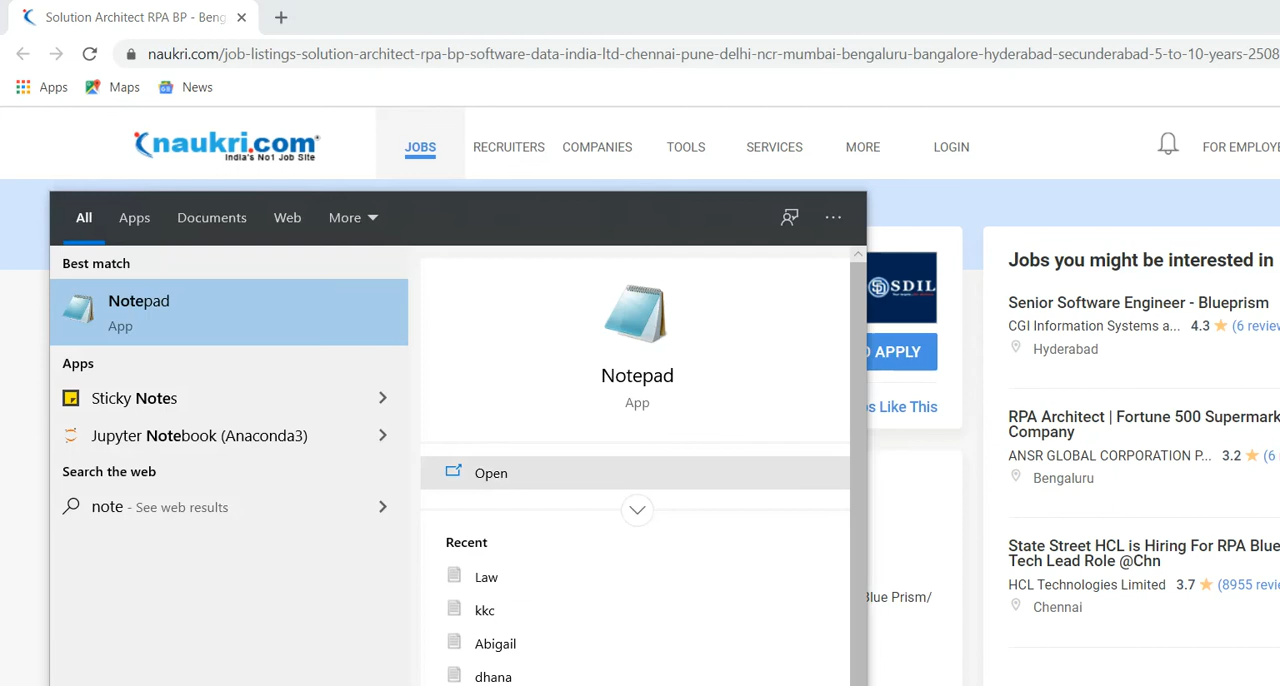 Solution Architect RPA BP - Beng
naukri.com/job-listings-solution-architect-rpa-bp-software-data-india-ltd-chennai-pune-delhi-ncr-mumbai-bengaluru-bangalore-hyderabad-secunderabad-5-to-10-years-2508
Apps Maps News
naukri.com
India's No1 Job Site
JOBS RECRUITERS COMPANIES TOOLS SERVICES MORE LOGIN FOR EMPLOYE
All Apps Documents Web More
Best match
Notepad
App
Apps
Sticky Notes
Jupyter Notebook (Anaconda3)
Search the web
note - See web results
Notepad
App
Open
Recent
Law
kkc
Abigail
dhana
SDIL
APPLY
s Like This
Blue Prism/
Jobs you might be interested in
Senior Software Engineer - Blueprism
CGI Information Systems a... 4.3 (6 review
Hyderabad
RPA Architect | Fortune 500 Supermark
Company
ANSR GLOBAL CORPORATION P... 3.2 (6
Bengaluru
State Street HCL is Hiring For RPA Blue
Tech Lead Role @Chn
HCL Technologies Limited 3.7 (8955 revie
Chennai